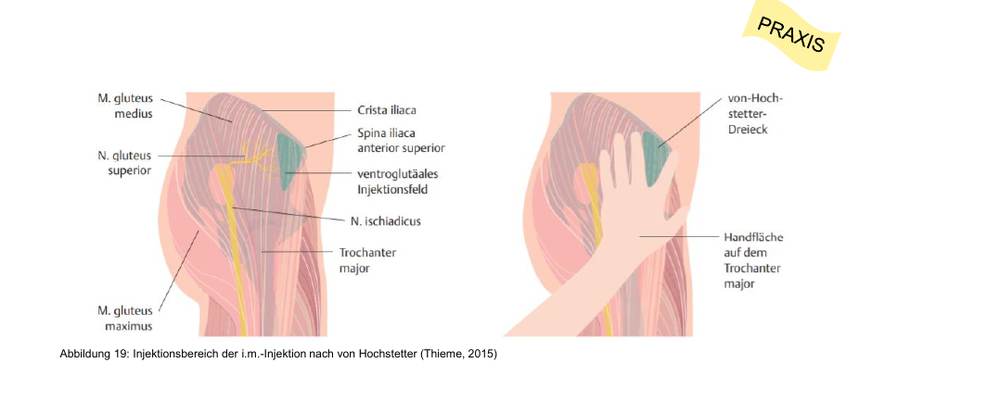 PRAXIS
M. gluteus
medius
N. gluteus
superior
M. gluteus
maximus
Crista iliaca
Spina iliaca
anterior superior
ventroglutäales
Injektionsfeld
N. ischiadicus
Trochanter
major
von-Hoch-
stetter-
Dreieck
Handfläche
auf dem
Trochanter
major
Abbildung 19: Injektionsbereich der i.m.-Injektion nach von Hochstetter (Thieme, 2015)